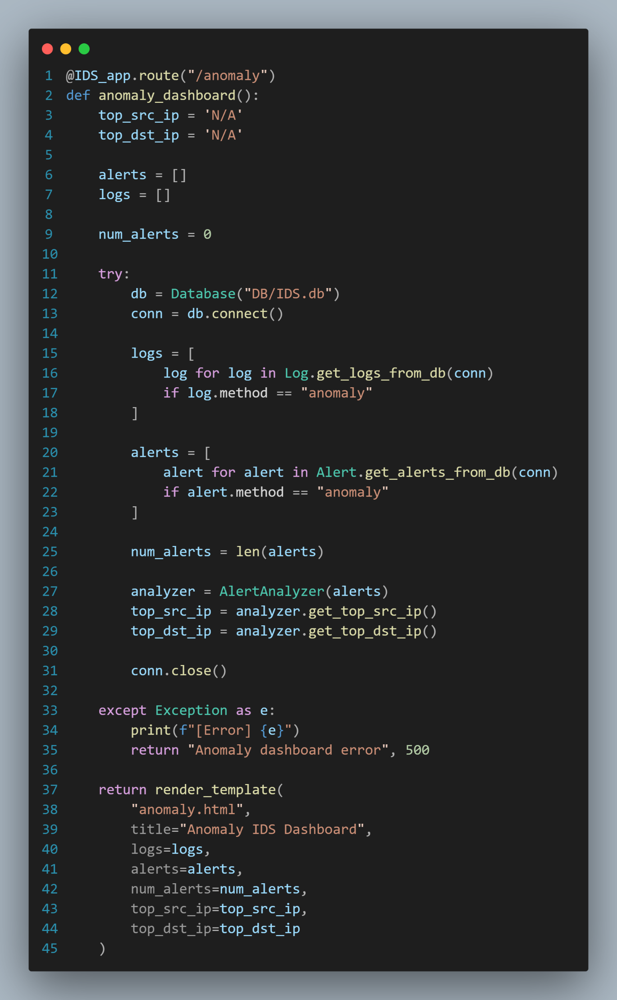 1 @IDS_app.route("/anomaly")
2 def anomaly_dashboard():
3     top_src_ip = 'N/A'
4     top_dst_ip = 'N/A'
5
6     alerts = []
7     logs = []
8
9     num_alerts = 0
10
11     try:
12         db = Database("DB/IDS.db")
13         conn = db.connect()
14
15         logs = [
16             log for log in Log.get_logs_from_db(conn)
17             if log.method == "anomaly"
18         ]
19
20         alerts = [
21             alert for alert in Alert.get_alerts_from_db(conn)
22             if alert.method == "anomaly"
23         ]
24
25         num_alerts = len(alerts)
26
27         analyzer = AlertAnalyzer(alerts)
28         top_src_ip = analyzer.get_top_src_ip()
29         top_dst_ip = analyzer.get_top_dst_ip()
30
31         conn.close()
32
33     except Exception as e:
34         print(f"[Error] {e}")
35         return "Anomaly dashboard error", 500
36
37     return render_template(
38         "anomaly.html",
39         title="Anomaly IDS Dashboard",
40         logs=logs,
41         alerts=alerts,
42         num_alerts=num_alerts,
43         top_src_ip=top_src_ip,
44         top_dst_ip=top_dst_ip
45     )